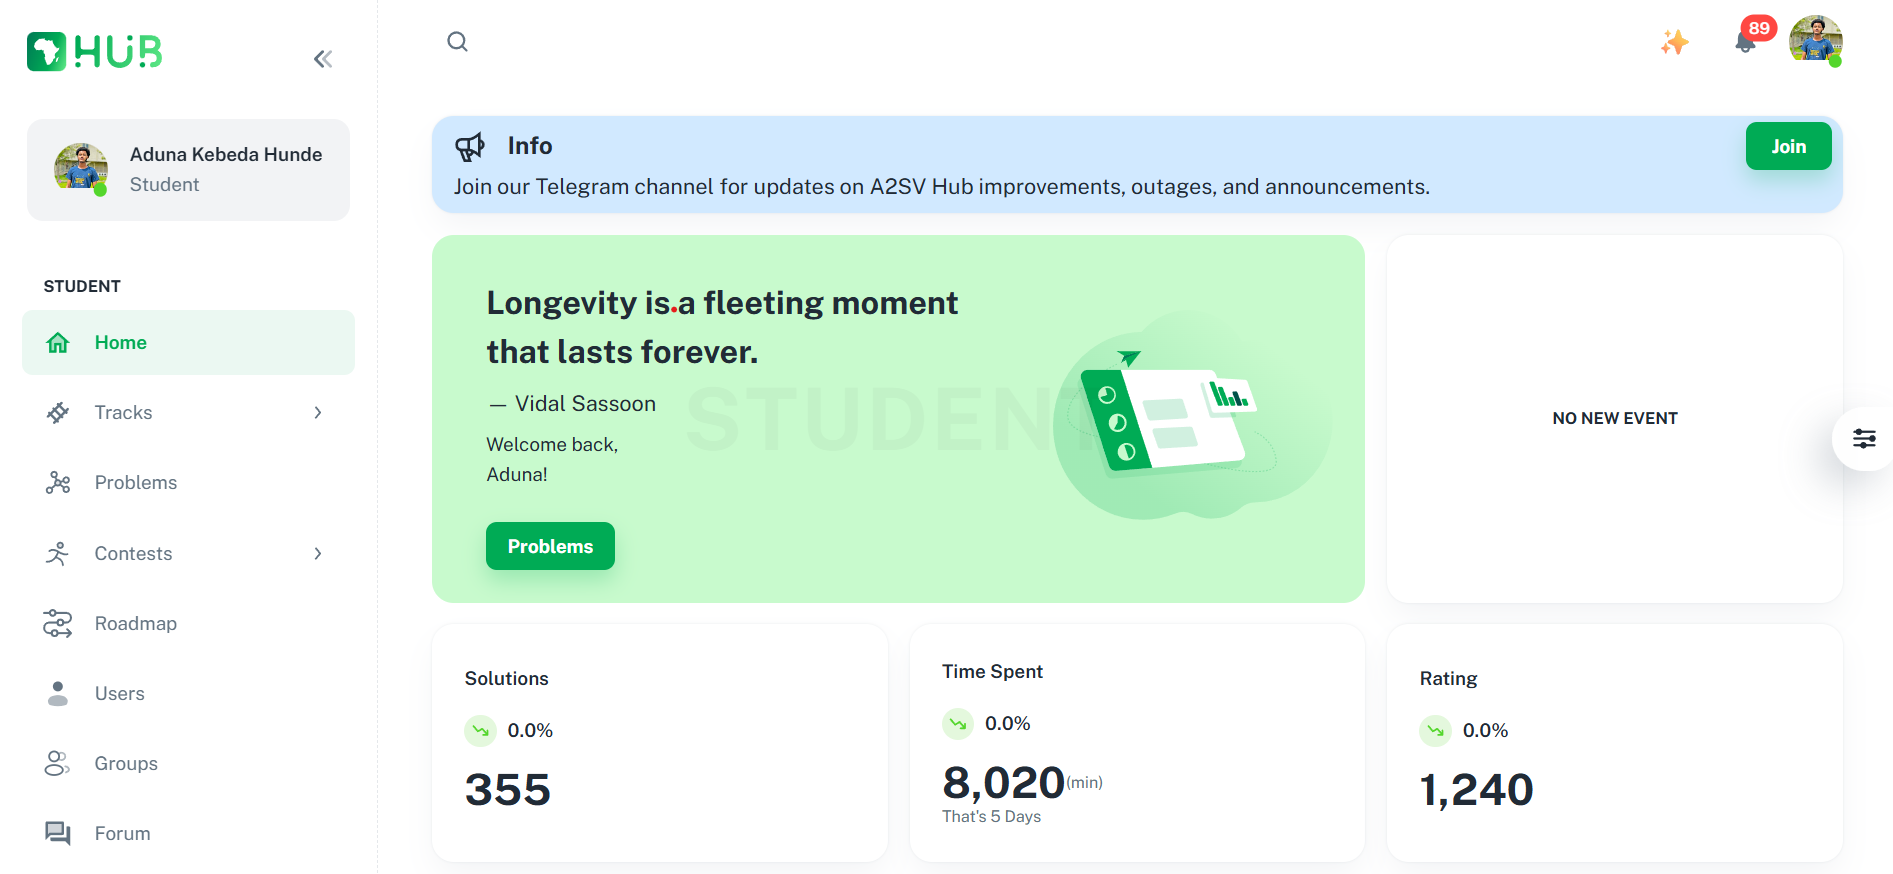 HUB
89
Aduna Kebeda Hunde
Student
Info
Join
Join our Telegram channel for updates on A2SV Hub improvements, outages, and announcements.
STUDENT
Home
Tracks
Problems
Contests
Roadmap
Users
Groups
Forum
Longevity is a fleeting moment
that lasts forever.
— Vidal Sassoon
STUDENT
Welcome back,
Aduna!
Problems
NO NEW EVENT
Solutions
0.0%
355
Time Spent
0.0%
8,020(min)
That's 5 Days
Rating
0.0%
1,240